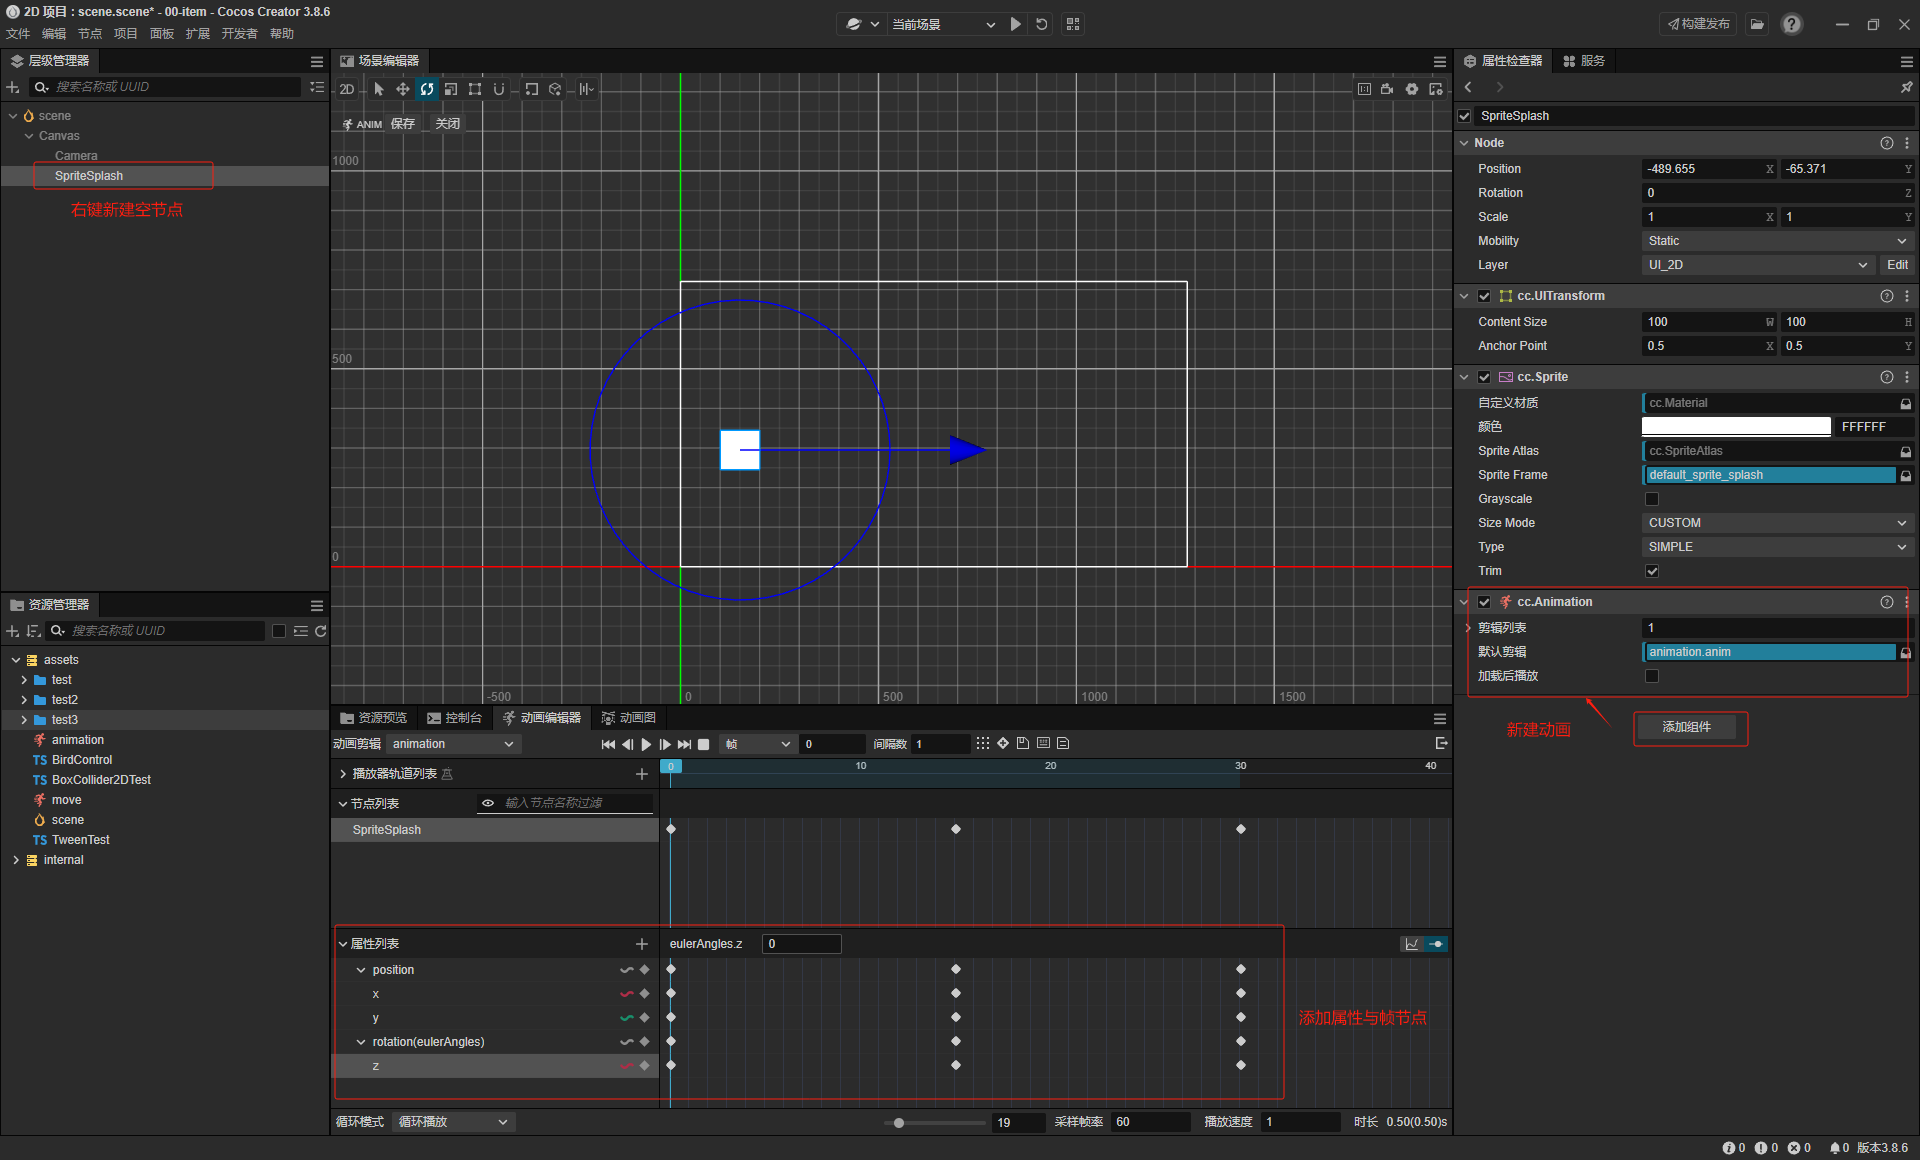 2D 项目 : scene.scene* - 00-item - Cocos Creator 3.8.6
文件 编辑 节点 项目 面板 扩展 开发者 帮助
当前场景
构建发布
层级管理器
搜索名称或 UUID
scene
Canvas
Camera
SpriteSplash
右键新建空节点
资源管理器
搜索名称或 UUID
assets
test
test2
test3
animation
TS BirdControl
TS BoxCollider2DTest
move
scene
TS TweenTest
internal
场景编辑器
2D
ANIM 保存 关闭
1000
500
0
-500 0 500 1000 1500
资源预览 控制台 动画编辑器 动画图
动画剪辑 animation 帧 0 间隔数 1
播放器轨道列表
0 10 20 30 40
节点列表 输入节点名称过滤
SpriteSplash
属性列表 eulerAngles.z 0
position
x
y
rotation(eulerAngles)
z
添加属性与帧节点
循环模式 循环播放 19 采样帧率 60 播放速度 1 时长 0.50(0.50)s
属性检查器 服务
SpriteSplash
Node
Position -489.655 X -65.371 Y
Rotation 0 Z
Scale 1 X 1 Y
Mobility Static
Layer UI_2D Edit
cc.UITransform
Content Size 100 W 100 H
Anchor Point 0.5 X 0.5 Y
cc.Sprite
自定义材质 cc.Material
颜色 FFFFFF
Sprite Atlas cc.SpriteAtlas
Sprite Frame default_sprite_splash
Grayscale
Size Mode CUSTOM
Type SIMPLE
Trim
cc.Animation
剪辑列表 1
默认剪辑 animation.anim
加载后播放
新建动画
添加组件
0 0 0 0 版本3.8.6